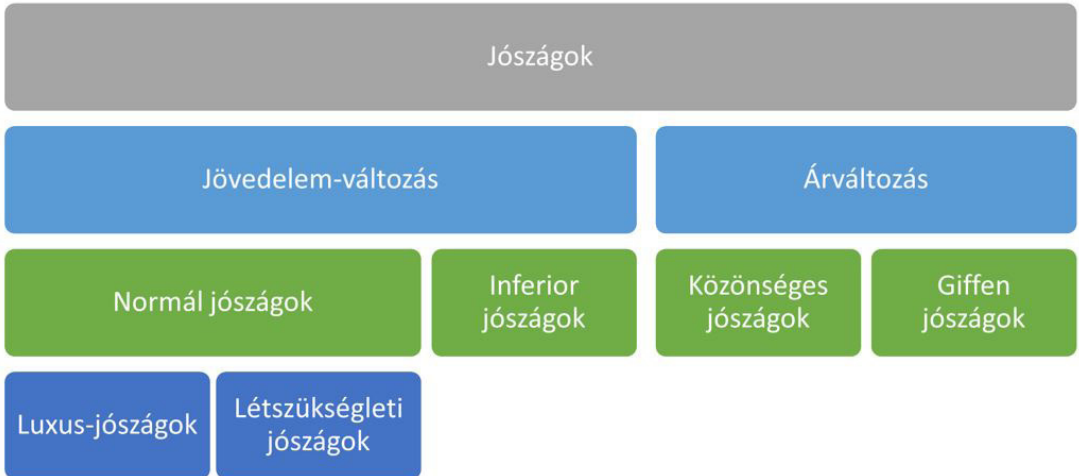 Jószágok
Jövedelem-változás
Árváltozás
Normál jószágok
Inferior
jószágok
Közönséges
jószágok
Giffen
jószágok
Luxus-jószágok
Létszükségleti
jószágok